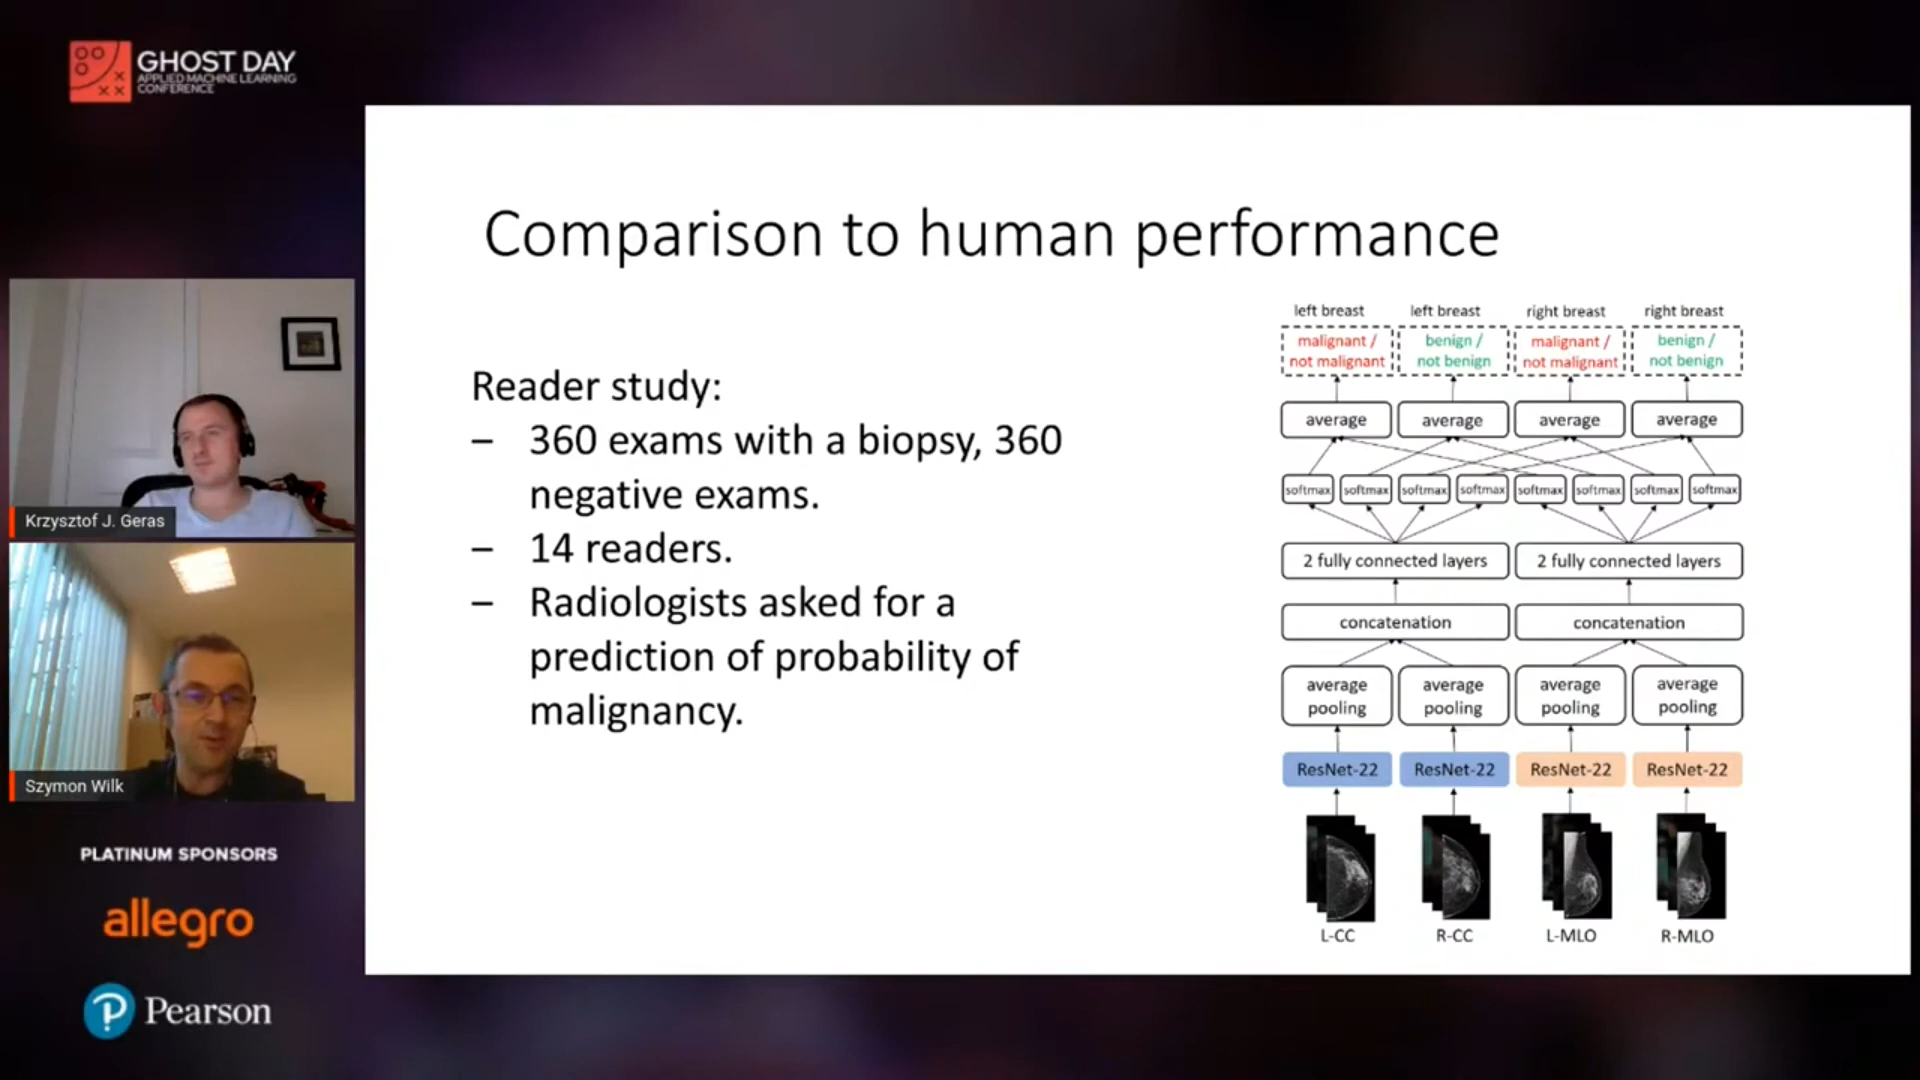 GHOST DAY
APPLIED MACHINE LEARNING
CONFERENCE
Comparison to human performance
Reader study:
– 360 exams with a biopsy, 360
negative exams.
– 14 readers.
– Radiologists asked for a
prediction of probability of
malignancy.
left breast left breast right breast right breast
malignant / benign / malignant / benign /
not malignant not benign not malignant not benign
average average average average
softmax softmax softmax softmax softmax softmax softmax softmax
2 fully connected layers 2 fully connected layers
concatenation concatenation
average average average average
pooling pooling pooling pooling
ResNet-22 ResNet-22 ResNet-22 ResNet-22
L-CC R-CC L-MLO R-MLO
Krzysztof J. Geras
Szymon Wilk
PLATINUM SPONSORS
allegro
P Pearson